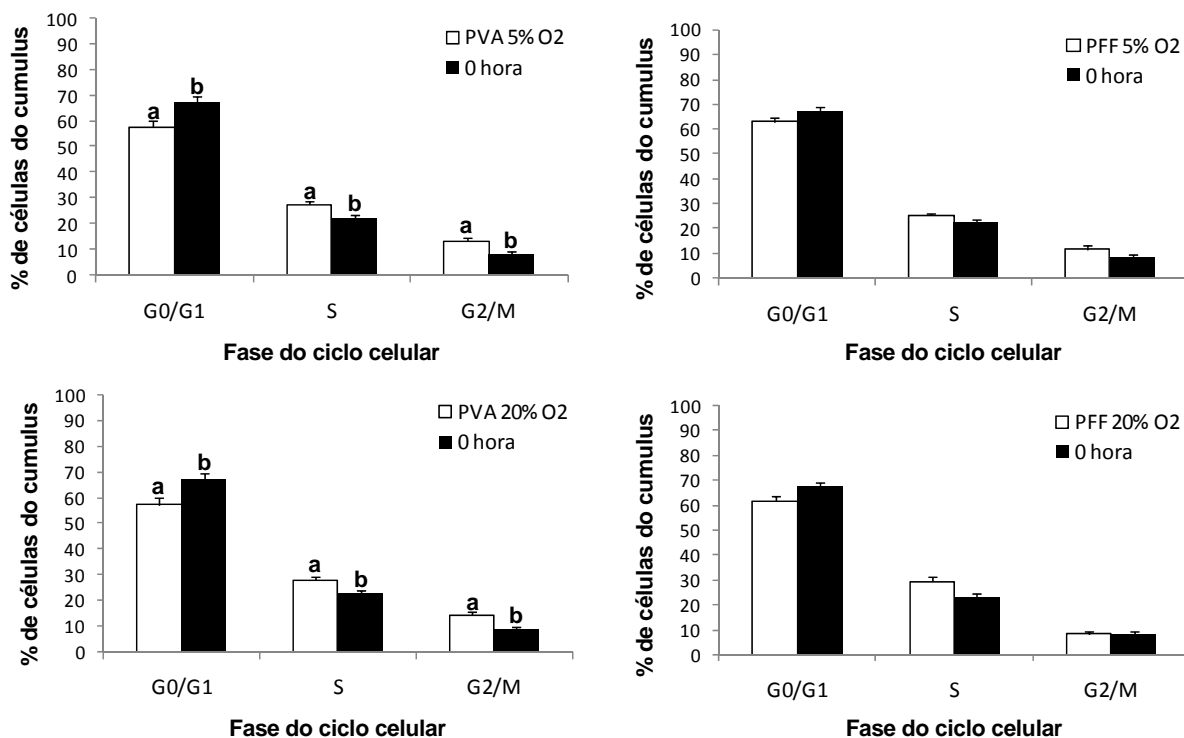 % de células do cumulus
100
90
80
70
60
50
40
30
20
10
0
PVA 5% O2
0 hora
a b
a b
a b
G0/G1 S G2/M
Fase do ciclo celular
% de células do cumulus
100
90
80
70
60
50
40
30
20
10
0
PFF 5% O2
0 hora
G0/G1 S G2/M
Fase do ciclo celular
% de células do cumulus
100
90
80
70
60
50
40
30
20
10
0
PVA 20% O2
0 hora
a b
a b
a b
G0/G1 S G2/M
Fase do ciclo celular
% de células do cumulus
100
90
80
70
60
50
40
30
20
10
0
PFF 20% O2
0 hora
G0/G1 S G2/M
Fase do ciclo celular